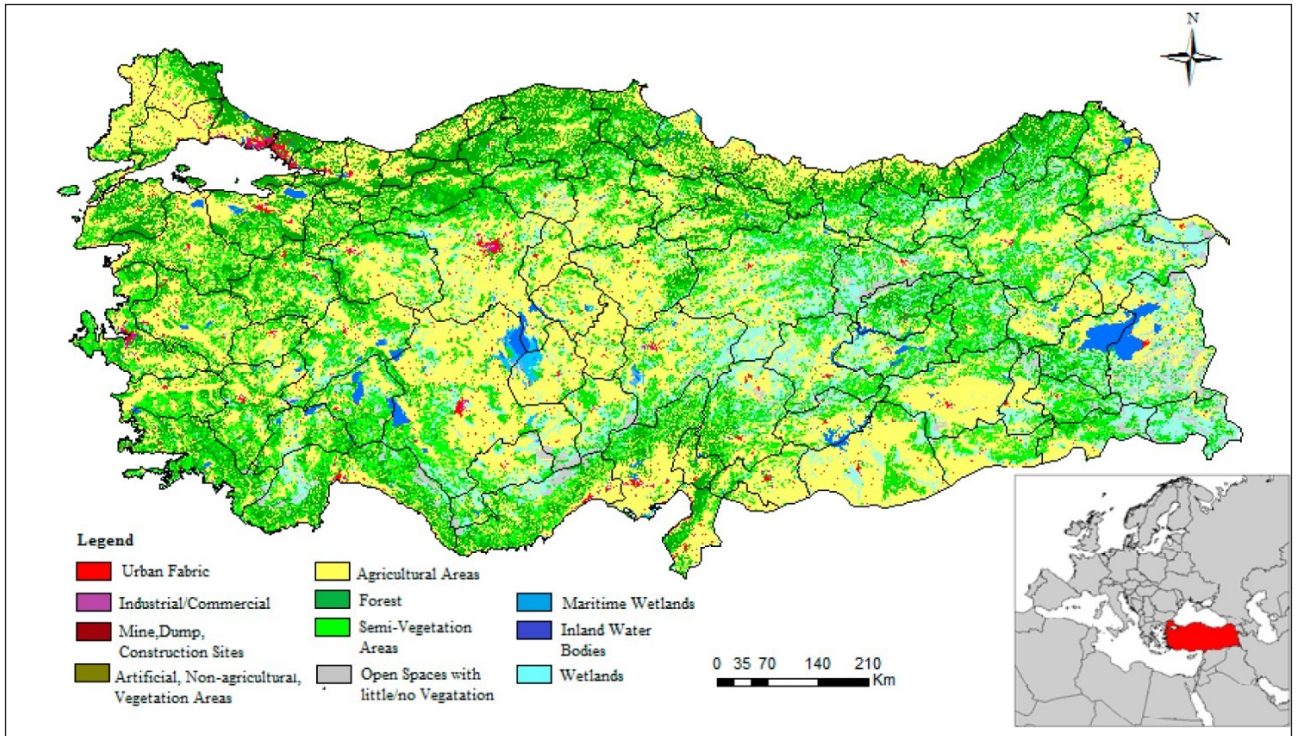 N
Legend
Urban Fabric
Industrial/Commercial
Mine,Dump,
Construction Sites
Artificial, Non-agricultural,
Vegetation Areas
Agricultural Areas
Forest
Semi-Vegetation
Areas
Open Spaces with
little/no Vegatation
Maritime Wetlands
Inland Water
Bodies
Wetlands
0 35 70 140 210
Km